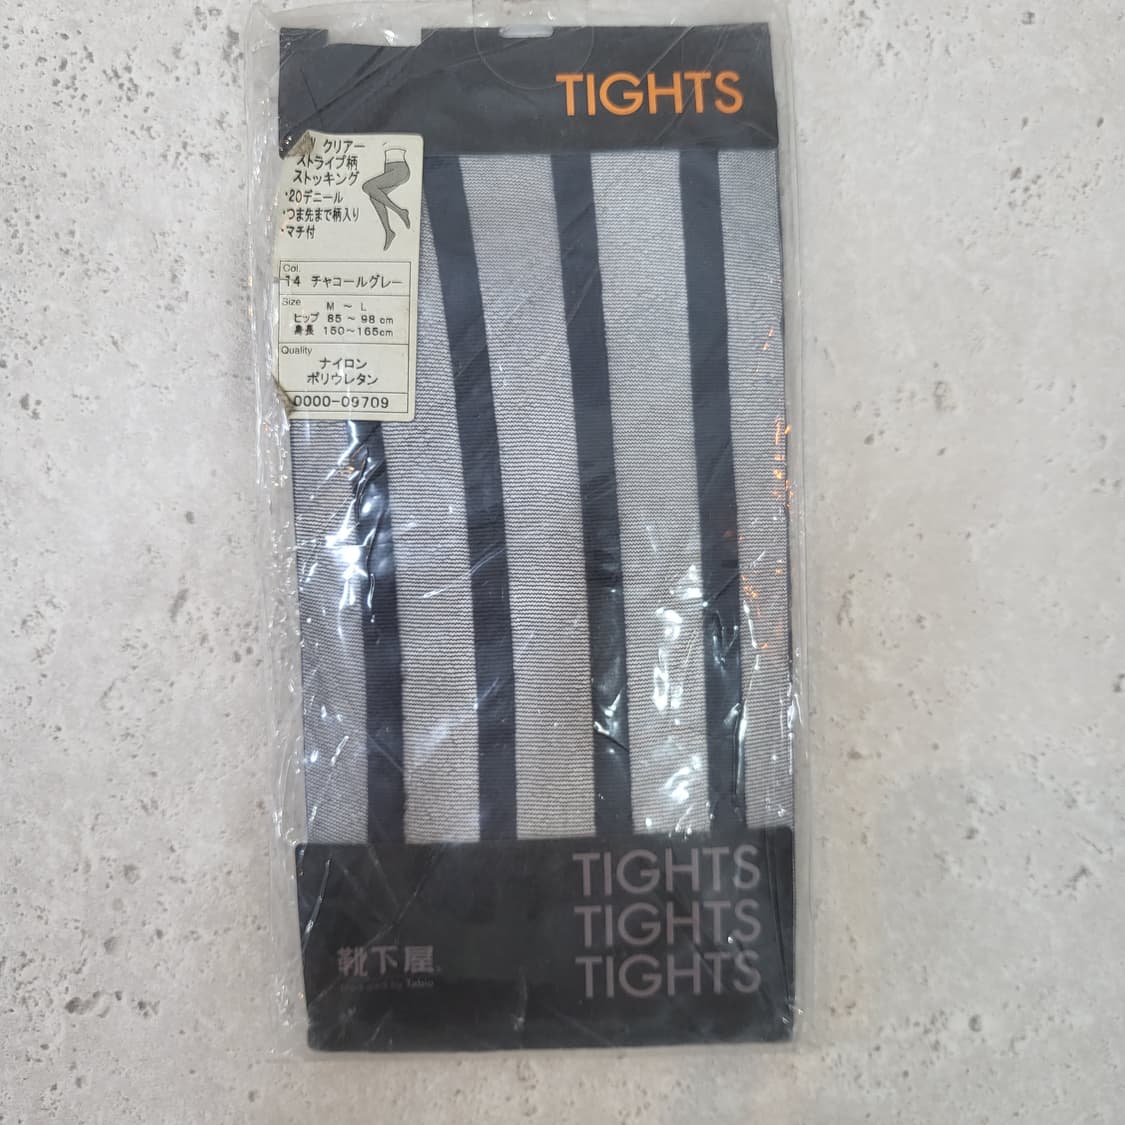 TIGHTS
クリアー
ストライプ柄
ストッキング
・20デニール
・つま先まで柄入り
・マチ付
Col.
14 チャコールグレー
Size
M ~ L
ヒップ 85 ~ 98 cm
身長 150~165cm
Quality
ナイロン
ポリウレタン
0000-09709
TIGHTS
TIGHTS
TIGHTS
靴下屋
by Tabio